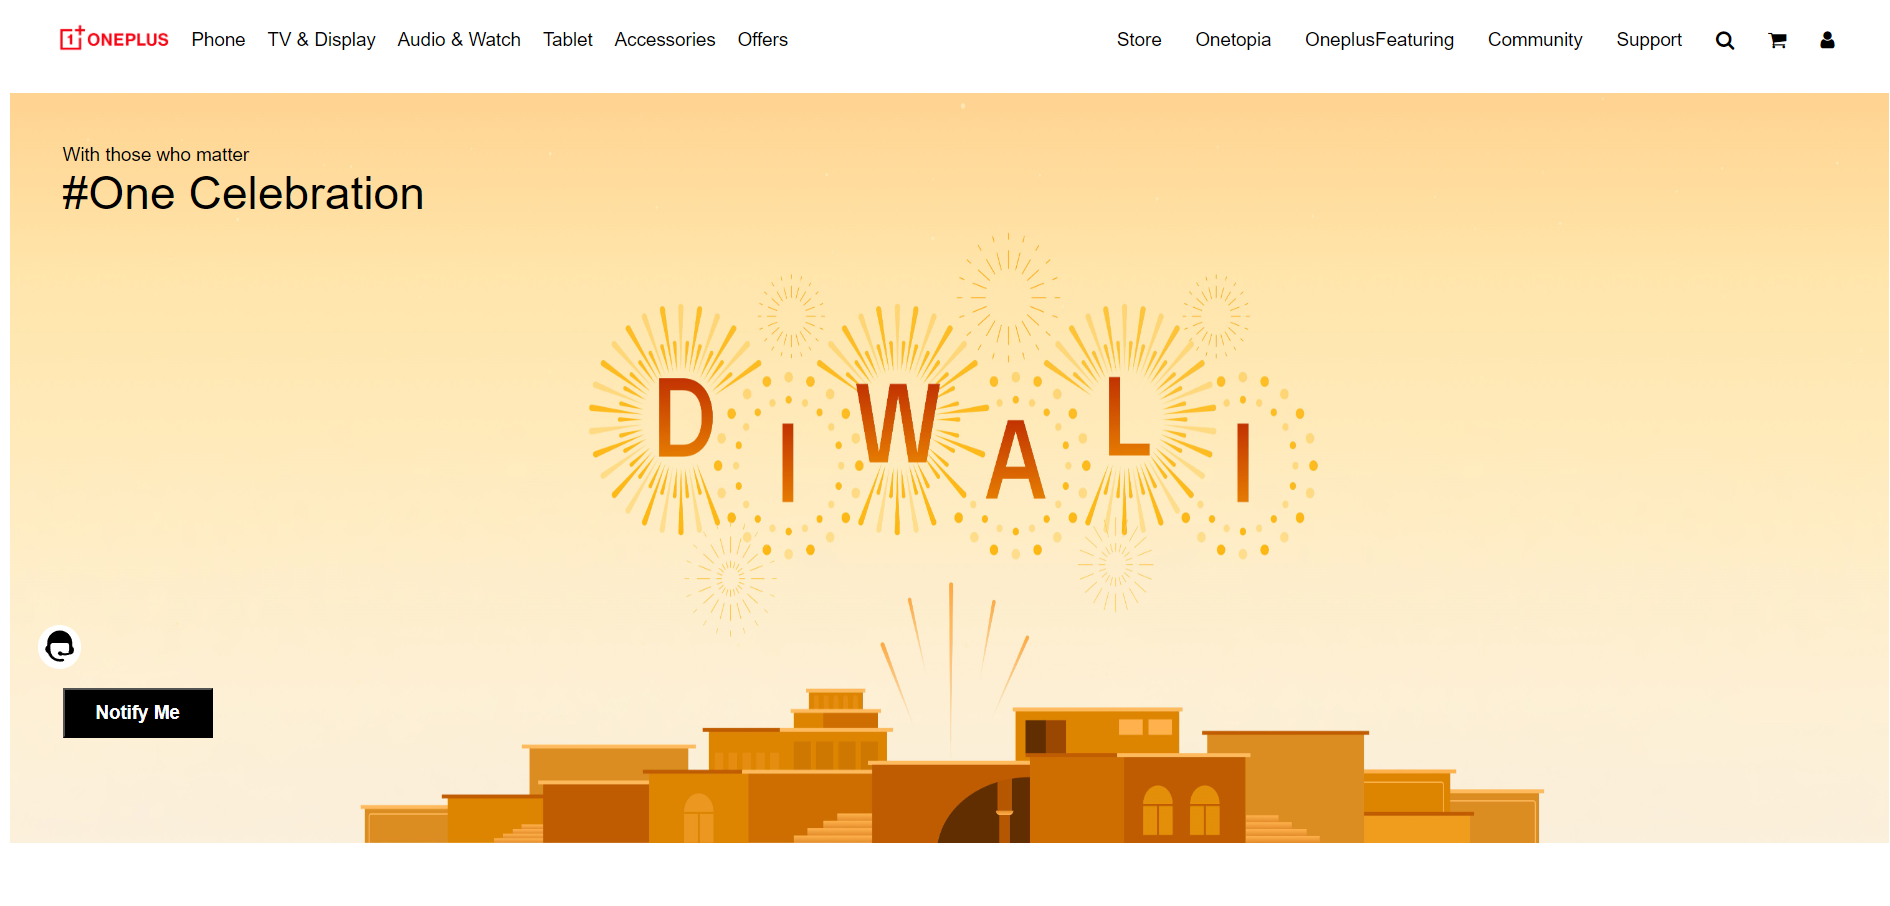 1+ ONEPLUS Phone TV & Display Audio & Watch Tablet Accessories Offers Store Onetopia OneplusFeaturing Community Support
With those who matter
#One Celebration
DIWALI
Notify Me